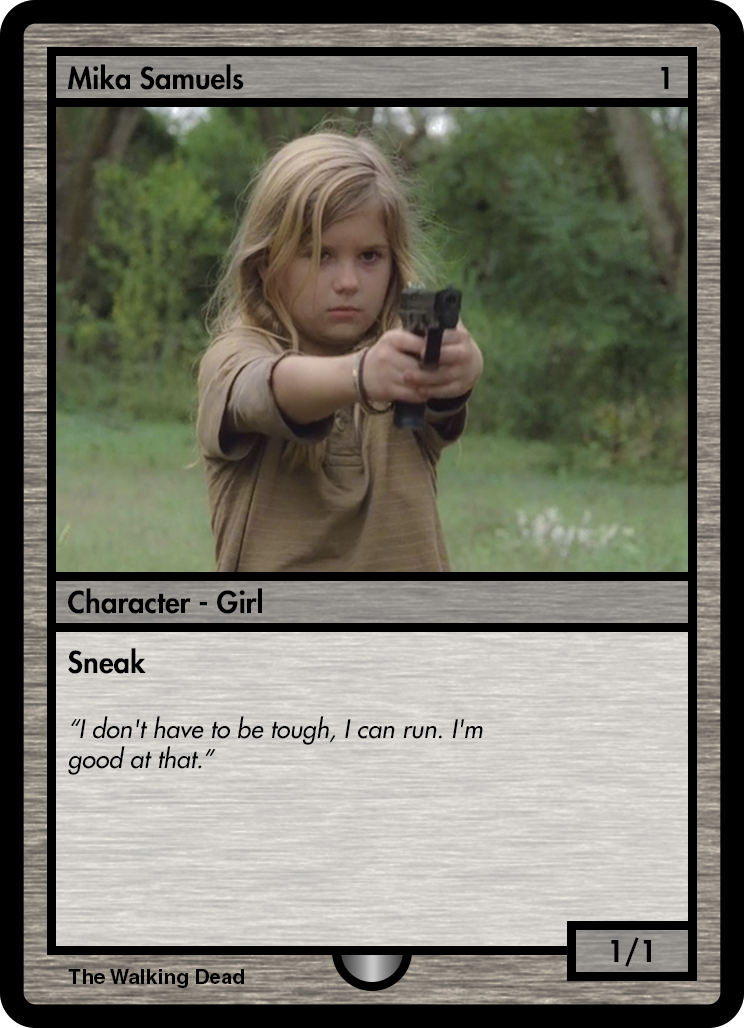 Mika Samuels 1
Character - Girl
Sneak
“I don't have to be tough, I can run. I'm
good at that.”
1/1
The Walking Dead